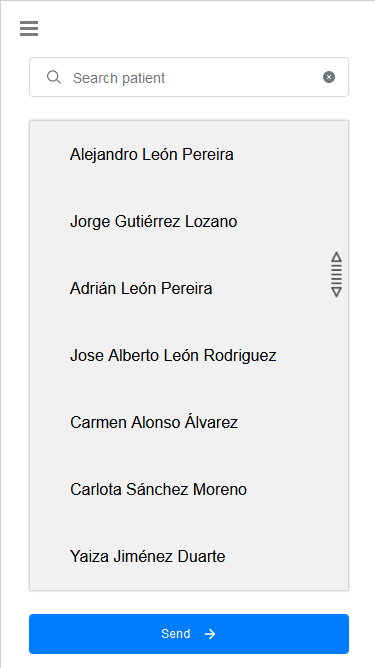 Search patient
Alejandro León Pereira
Jorge Gutiérrez Lozano
Adrián León Pereira
Jose Alberto León Rodriguez
Carmen Alonso Álvarez
Carlota Sánchez Moreno
Yaiza Jiménez Duarte
Send